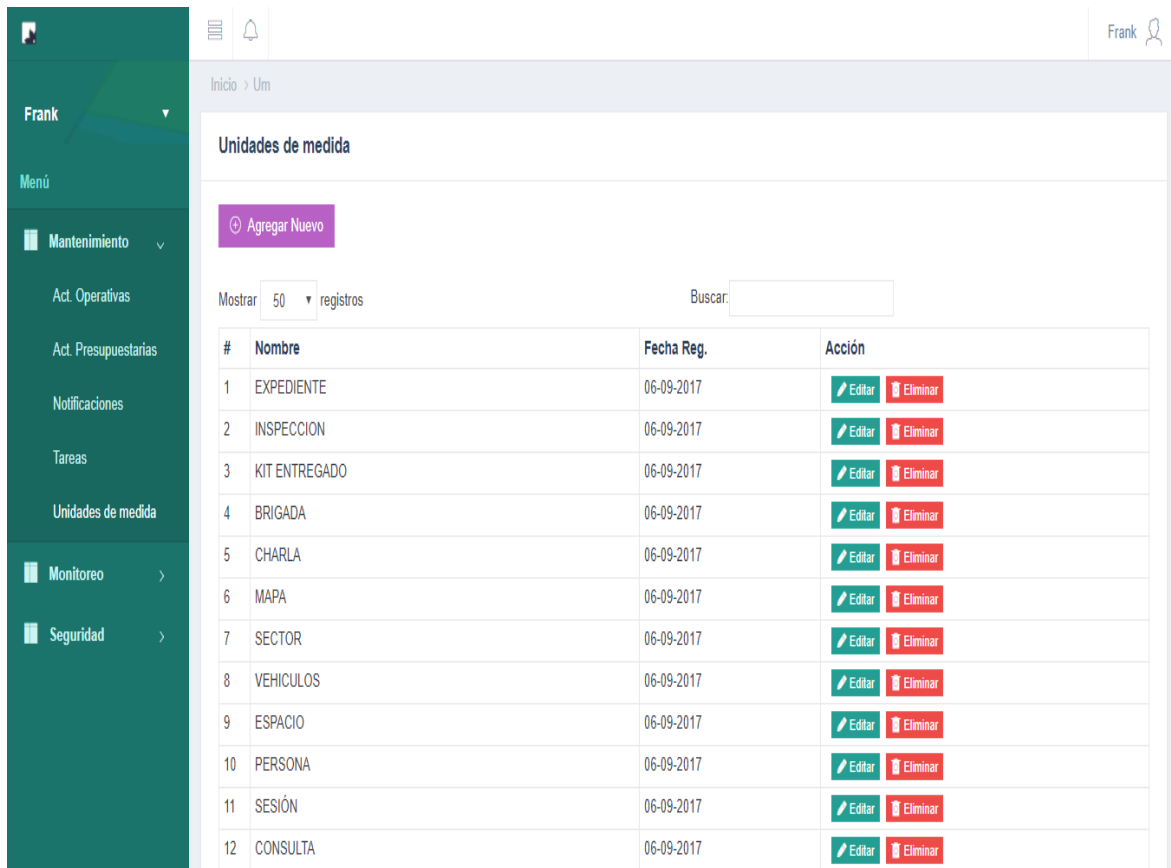 Frank
Inicio > Um
Frank
Menú
Mantenimiento
Act. Operativas
Act. Presupuestarias
Notificaciones
Tareas
Unidades de medida
Monitoreo
Seguridad
Unidades de medida
Agregar Nuevo
Mostrar 50 registros
Buscar:
# Nombre Fecha Reg. Acción
1 EXPEDIENTE 06-09-2017 Editar Eliminar
2 INSPECCION 06-09-2017 Editar Eliminar
3 KIT ENTREGADO 06-09-2017 Editar Eliminar
4 BRIGADA 06-09-2017 Editar Eliminar
5 CHARLA 06-09-2017 Editar Eliminar
6 MAPA 06-09-2017 Editar Eliminar
7 SECTOR 06-09-2017 Editar Eliminar
8 VEHICULOS 06-09-2017 Editar Eliminar
9 ESPACIO 06-09-2017 Editar Eliminar
10 PERSONA 06-09-2017 Editar Eliminar
11 SESIÓN 06-09-2017 Editar Eliminar
12 CONSULTA 06-09-2017 Editar Eliminar